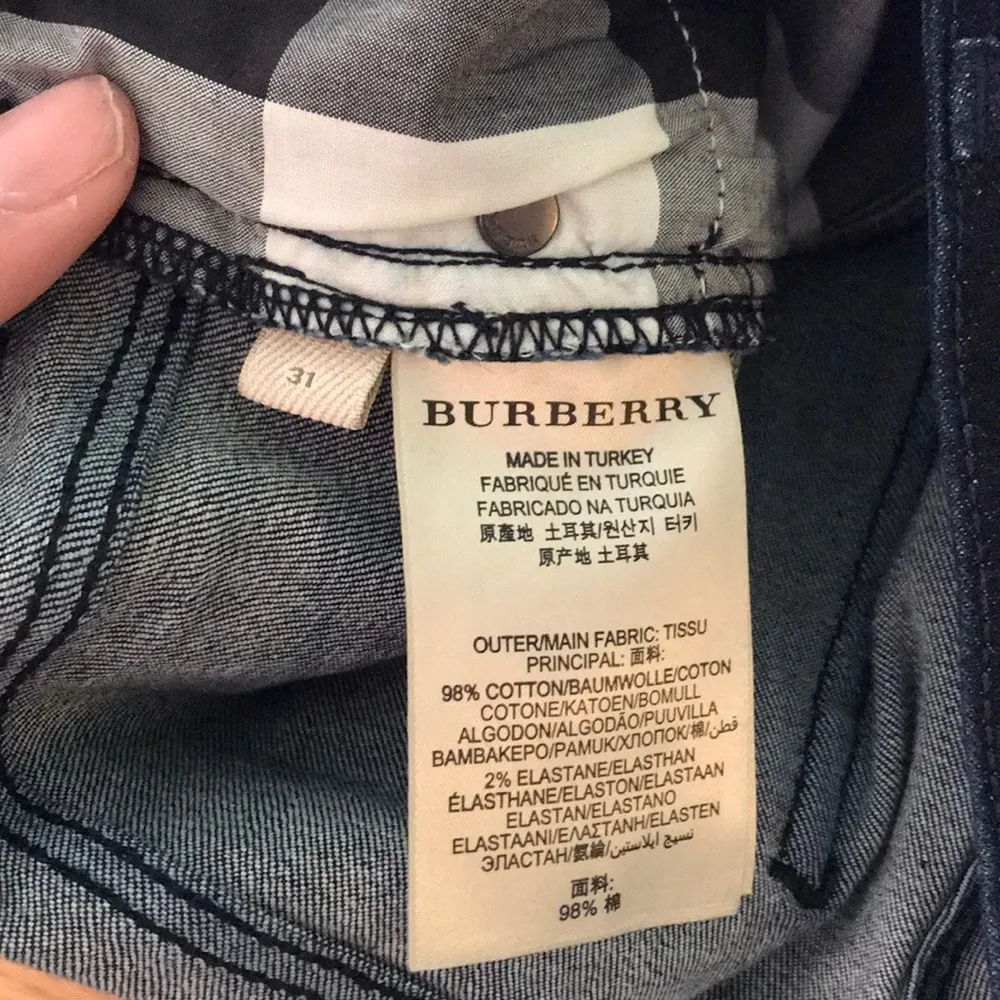 31
BURBERRY
MADE IN TURKEY
FABRIQUÉ EN TURQUIE
FABRICADO NA TURQUIA
原產地 土耳其/원산지 터키
原产地 土耳其
OUTER/MAIN FABRIC: TISSU
PRINCIPAL: 面料:
98% COTTON/BAUMWOLLE/COTON
COTONE/KATOEN/BOMULL
ALGODON/ALGODÃO/PUUVILLA
BAMBAKEPO/PAMUK/ХЛОПОК/棉/قطن
2% ELASTANE/ELASTHAN
ÉLASTHANE/ELASTON/ELASTAAN
ELASTAN/ELASTANO
ELASTAANI/ΕΛΑΣΤΑΝΗ/ELASTEN
ЭЛАСТАН/氨綸/نسيج ايلاستين
面料:
98% 棉